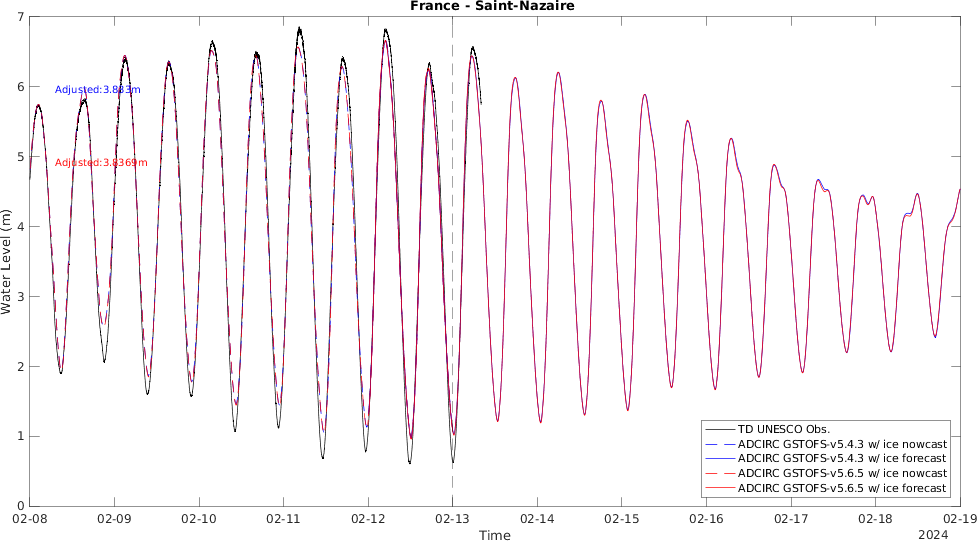 France - Saint-Nazaire
7
6
5
4
3
2
1
0
Water Level (m)
Adjusted:3.833m
Adjusted:3.8369m
TD UNESCO Obs.
ADCIRC GSTOFS-v5.4.3 w/ ice nowcast
ADCIRC GSTOFS-v5.4.3 w/ ice forecast
ADCIRC GSTOFS-v5.6.5 w/ ice nowcast
ADCIRC GSTOFS-v5.6.5 w/ ice forecast
02-08 02-09 02-10 02-11 02-12 02-13 02-14 02-15 02-16 02-17 02-18 02-19
Time
2024